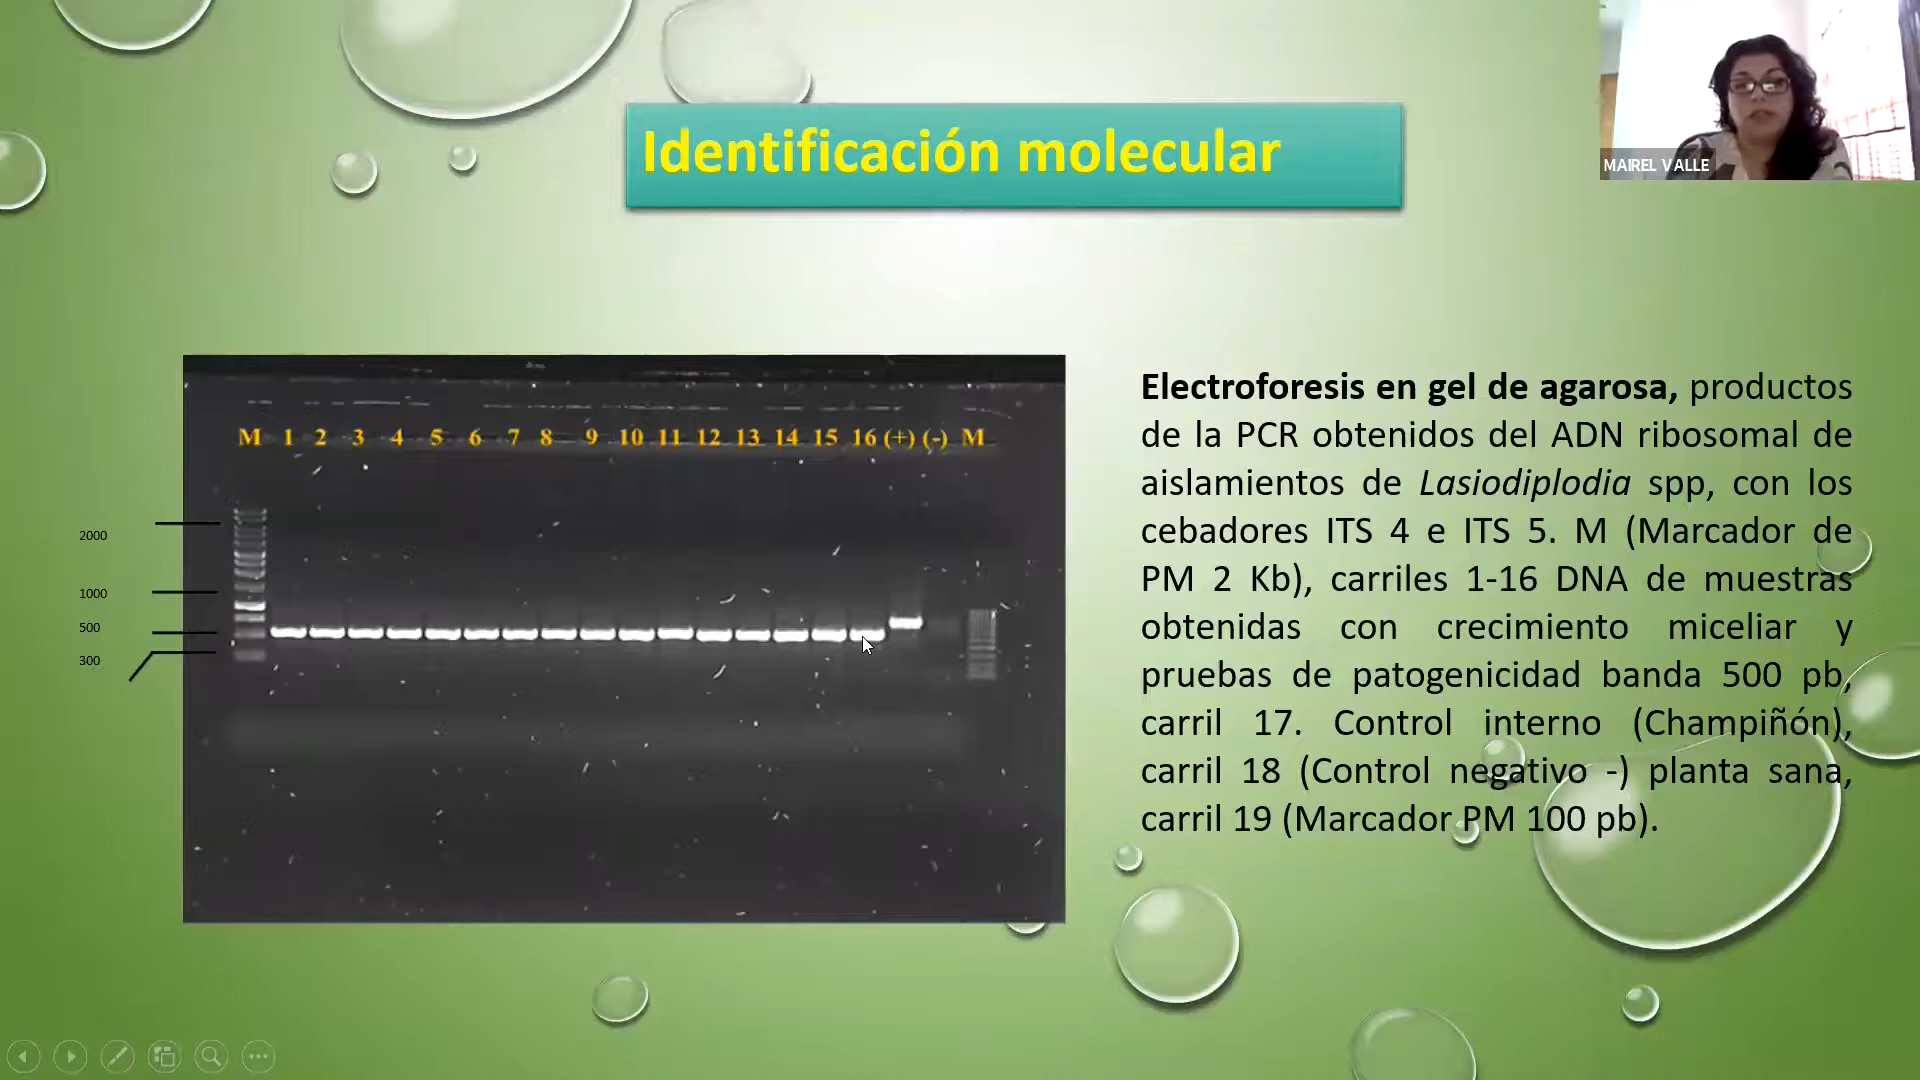 Identificación molecular
MAIREL VALLE
M 1 2 3 4 5 6 7 8 9 10 11 12 13 14 15 16 (+) (-) M
2000
1000
500
300
Electroforesis en gel de agarosa, productos
de la PCR obtenidos del ADN ribosomal de
aislamientos de Lasiodiplodia spp, con los
cebadores ITS 4 e ITS 5. M (Marcador de
PM 2 Kb), carriles 1-16 DNA de muestras
obtenidas con crecimiento miceliar y
pruebas de patogenicidad banda 500 pb,
carril 17. Control interno (Champiñón),
carril 18 (Control negativo -) planta sana,
carril 19 (Marcador PM 100 pb).